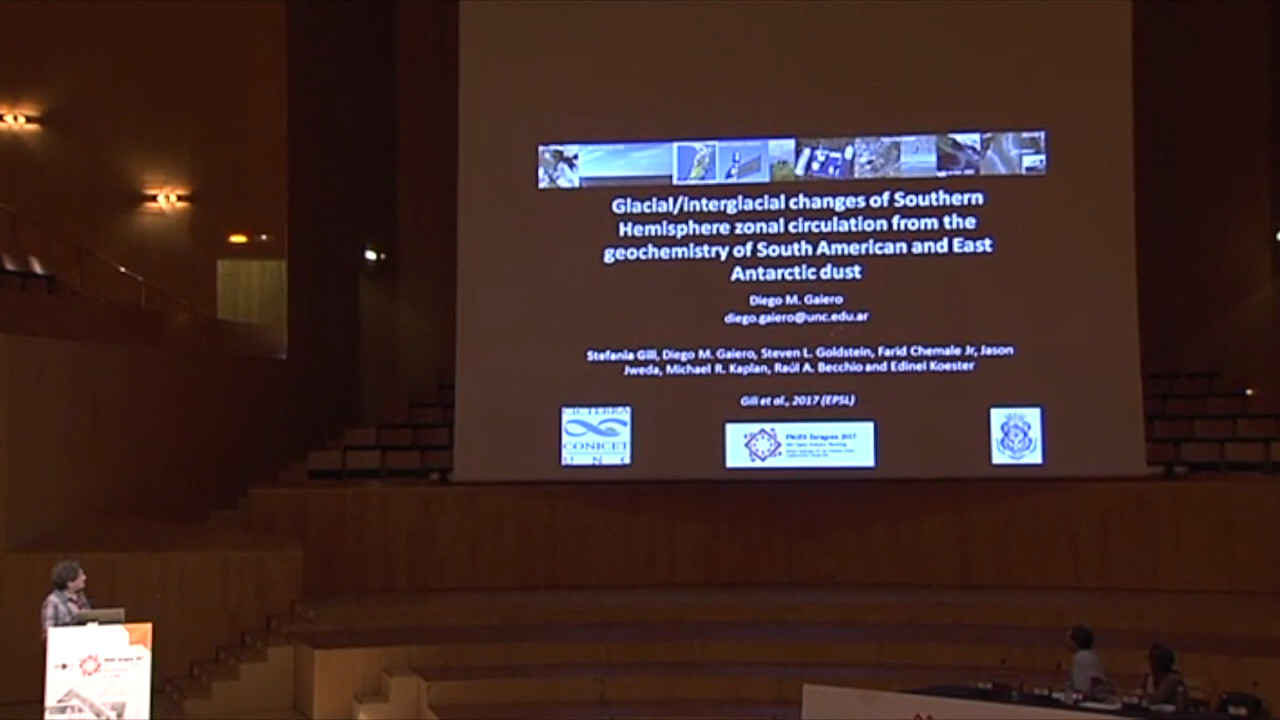 Glacial/interglacial changes of Southern
Hemisphere zonal circulation from the
geochemistry of South American and East
Antarctic dust
Diego M. Gaiero
diego.gaiero@unc.edu.ar
Stefania Gili, Diego M. Gaiero, Steven L. Goldstein, Farid Chemale Jr, Jason
Jweda, Michael R. Kaplan, Raúl A. Becchio and Edinei Koester
Gili et al., 2017 (EPSL)
CICTERRA
CONICET
U N C
PAGES Zaragoza 2017